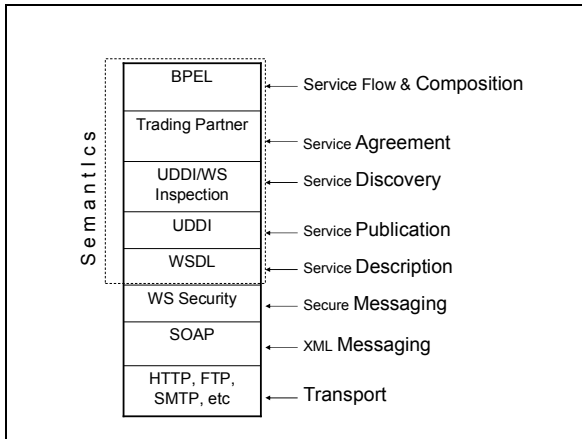 Semantics
BPEL
Service Flow & Composition
Trading Partner
Service Agreement
UDDI/WS
Inspection
Service Discovery
UDDI
Service Publication
WSDL
Service Description
WS Security
Secure Messaging
SOAP
XML Messaging
HTTP, FTP,
SMTP, etc
Transport